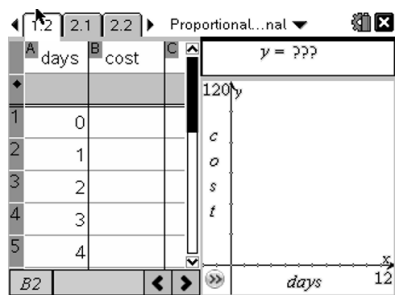 1.2 2.1 2.2 Proportional...nal
A days B cost C
y = ???
1 0
2 1
3 2
4 3
5 4
B2
120 y
cost
x
days 12